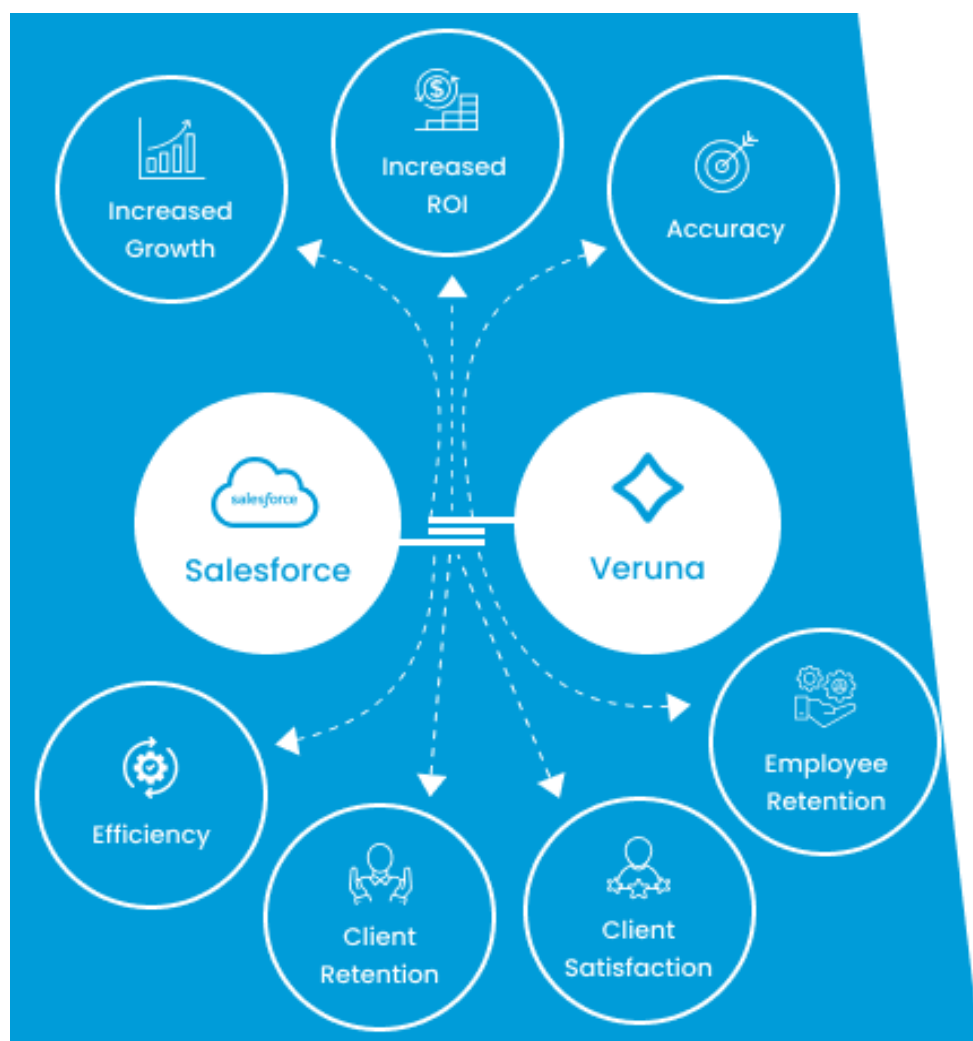 Increased
Growth
Increased
ROI
Accuracy
salesforce
Salesforce
Veruna
Efficiency
Client
Retention
Client
Satisfaction
Employee
Retention